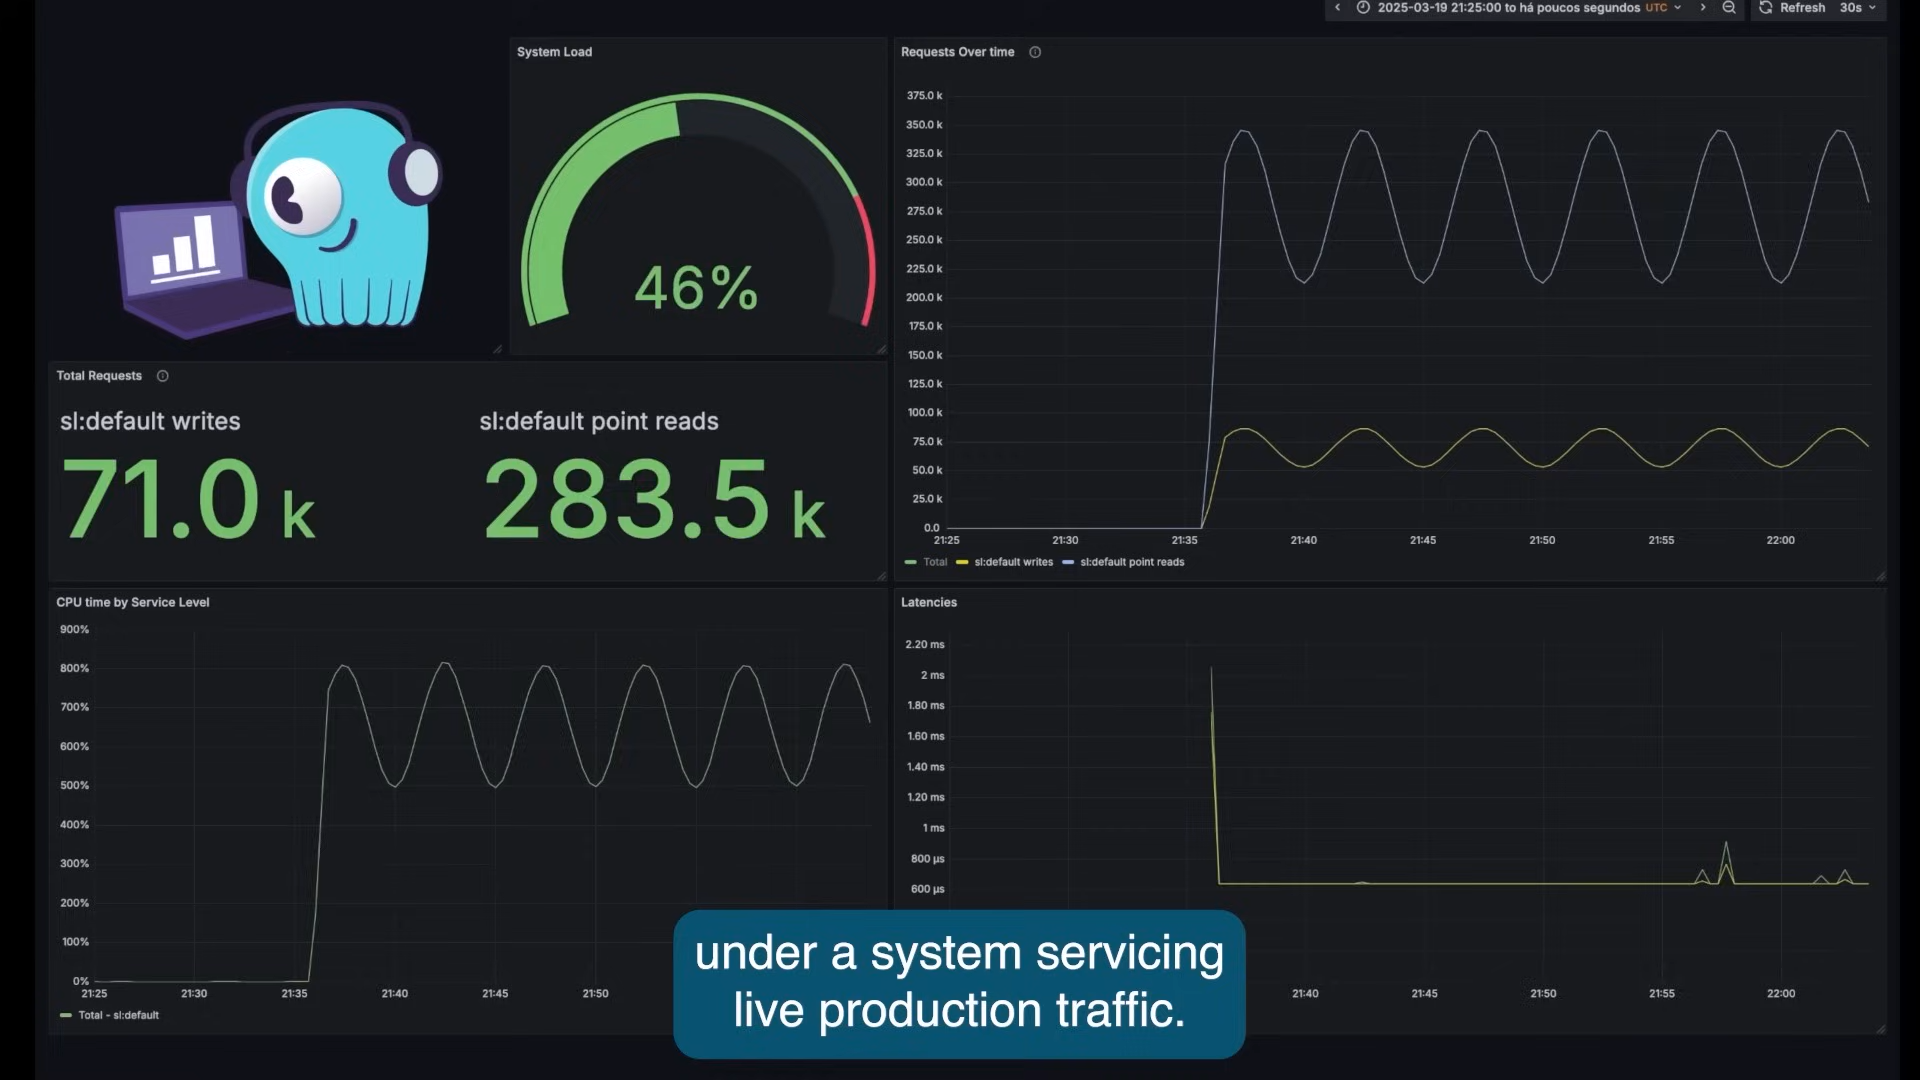 2025-03-19 21:25:00 to há poucos segundos UTC
Refresh 30s
System Load
46%
Requests Over time
375.0 k
350.0 k
325.0 k
300.0 k
275.0 k
250.0 k
225.0 k
200.0 k
175.0 k
150.0 k
125.0 k
100.0 k
75.0 k
50.0 k
25.0 k
0.0
21:25 21:30 21:35 21:40 21:45 21:50 21:55 22:00
Total sl:default writes sl:default point reads
Total Requests
sl:default writes
71.0 k
sl:default point reads
283.5 k
CPU time by Service Level
900%
800%
700%
600%
500%
400%
300%
200%
100%
0%
21:25 21:30 21:35 21:40 21:45 21:50
Total - sl:default
Latencies
2.20 ms
2 ms
1.80 ms
1.60 ms
1.40 ms
1.20 ms
1 ms
800 µs
600 µs
21:40 21:45 21:50 21:55 22:00
under a system servicing
live production traffic.